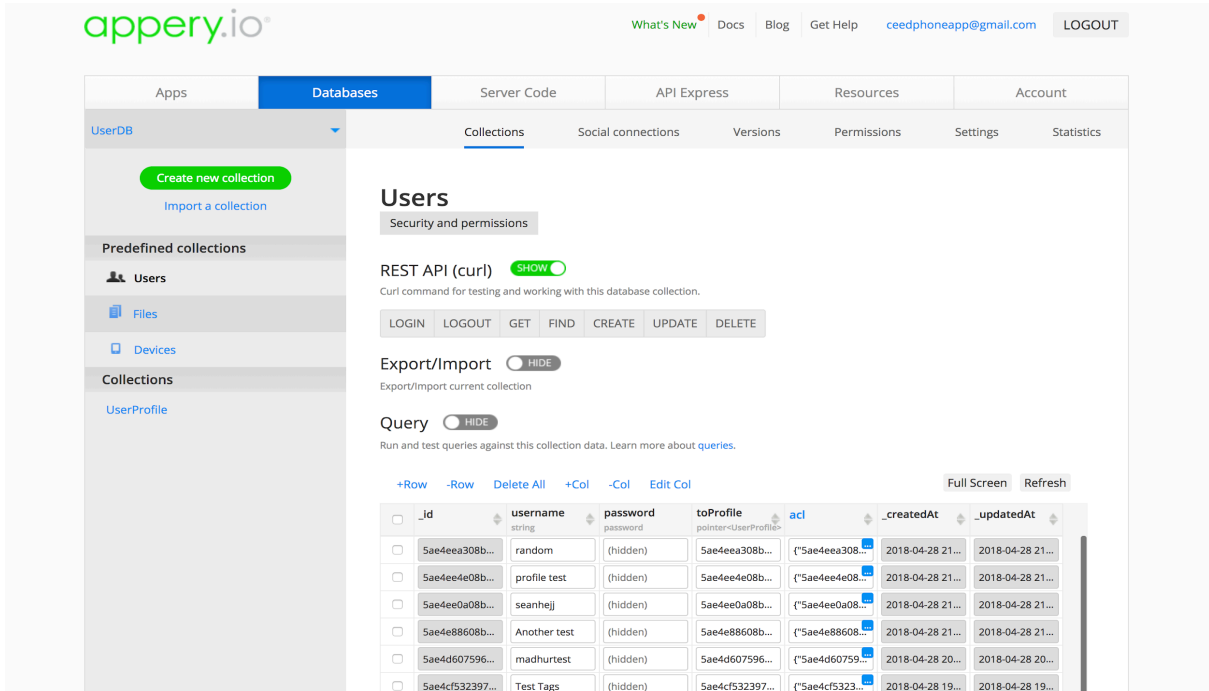 appery.io
What's New Docs Blog Get Help ceedphoneapp@gmail.com LOGOUT
Apps Databases Server Code API Express Resources Account
UserDB
Collections Social connections Versions Permissions Settings Statistics
Create new collection
Import a collection
Predefined collections
Users
Files
Devices
Collections
UserProfile
Users
Security and permissions
REST API (curl) SHOW
Curl command for testing and working with this database collection.
LOGIN LOGOUT GET FIND CREATE UPDATE DELETE
Export/Import HIDE
Export/Import current collection
Query HIDE
Run and test queries against this collection data. Learn more about queries.
+Row -Row Delete All +Col -Col Edit Col Full Screen Refresh
_id username password toProfile acl _createdAt _updatedAt
string password pointer<UserProfile>
5ae4eea308b... random (hidden) 5ae4eea308b... {"5ae4eea308... 2018-04-28 21... 2018-04-28 21...
5ae4ee4e08b... profile test (hidden) 5ae4ee4e08b... {"5ae4ee4e08... 2018-04-28 21... 2018-04-28 21...
5ae4ee0a08b... seanhejj (hidden) 5ae4ee0a08b... {"5ae4ee0a08... 2018-04-28 21... 2018-04-28 21...
5ae4e88608b... Another test (hidden) 5ae4e88608b... {"5ae4e88608... 2018-04-28 21... 2018-04-28 21...
5ae4d607596... madhurtest (hidden) 5ae4d607596... {"5ae4d60759... 2018-04-28 20... 2018-04-28 20...
5ae4cf532397... Test Tags (hidden) 5ae4cf532397... {"5ae4cf5323... 2018-04-28 19... 2018-04-28 19...